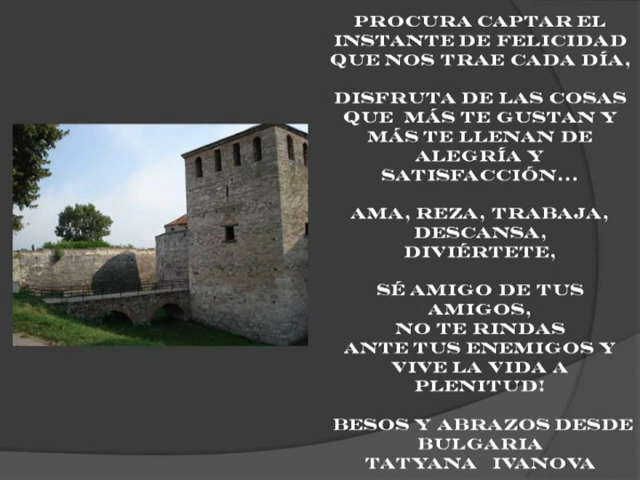 PROCURA CAPTAR EL
INSTANTE DE FELICIDAD
QUE NOS TRAE CADA DÍA,
DISFRUTA DE LAS COSAS
QUE MÁS TE GUSTAN Y
MÁS TE LLENAN DE
ALEGRÍA Y
SATISFACCIÓN...
AMA, REZA, TRABAJA,
DESCANSA,
DIVIÉRTETE,
SÉ AMIGO DE TUS
AMIGOS,
NO TE RINDAS
ANTE TUS ENEMIGOS Y
VIVE LA VIDA A
PLENITUD!
BESOS Y ABRAZOS DESDE
BULGARIA
TATYANA IVANOVA